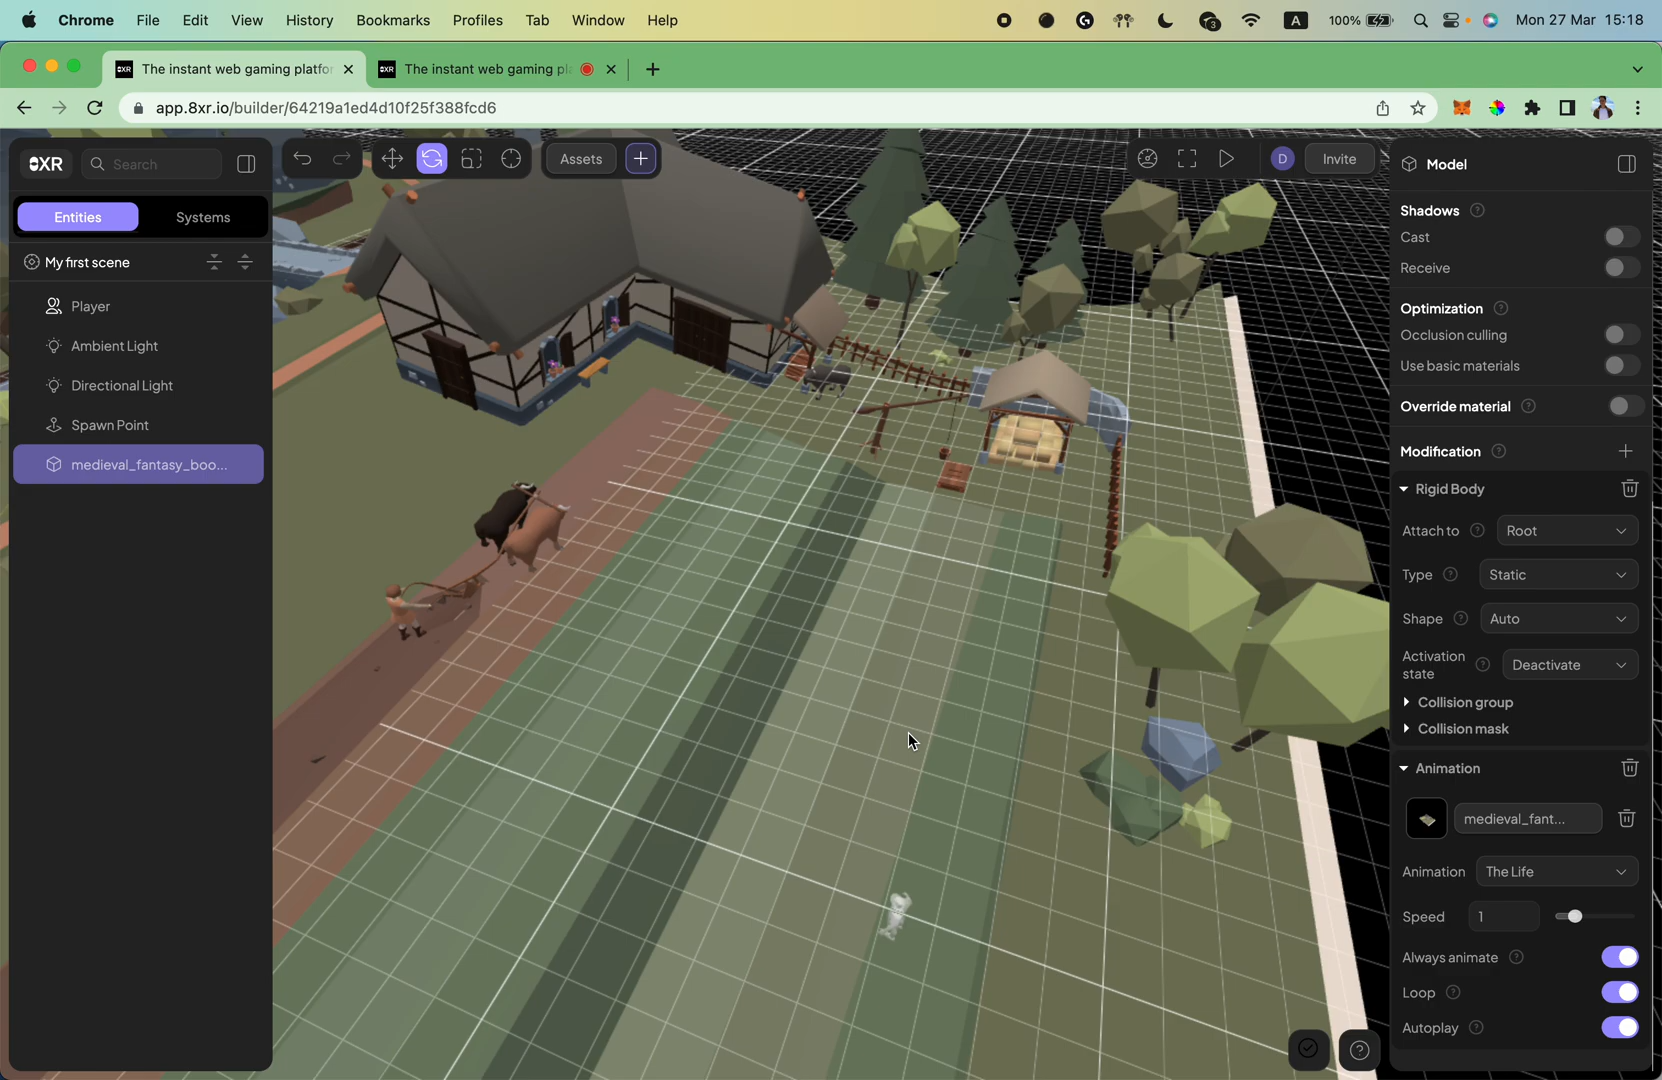 Chrome File Edit View History Bookmarks Profiles Tab Window Help 3 A 100% Mon 27 Mar 15:18
XR The instant web gaming platfor XR The instant web gaming pl
app.8xr.io/builder/64219a1ed4d10f25f388fcd6
XR Search
Assets
D Invite
Entities Systems
My first scene
Player
Ambient Light
Directional Light
Spawn Point
medieval_fantasy_boo...
Model
Shadows ?
Cast
Receive
Optimization ?
Occlusion culling
Use basic materials
Override material ?
Modification ?
Rigid Body
Attach to ? Root
Type ? Static
Shape ? Auto
Activation state ? Deactivate
Collision group
Collision mask
Animation
medieval_fant...
Animation The Life
Speed 1
Always animate ?
Loop ?
Autoplay ?
?